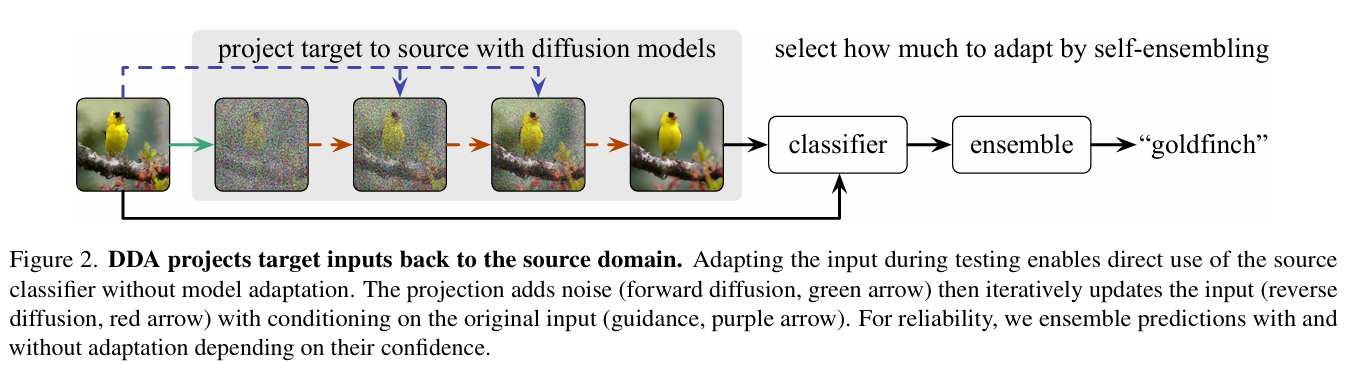 project target to source with diffusion models
select how much to adapt by self-ensembling
classifier
ensemble
“goldfinch”
Figure 2. DDA projects target inputs back to the source domain. Adapting the input during testing enables direct use of the source
classifier without model adaptation. The projection adds noise (forward diffusion, green arrow) then iteratively updates the input (reverse
diffusion, red arrow) with conditioning on the original input (guidance, purple arrow). For reliability, we ensemble predictions with and
without adaptation depending on their confidence.